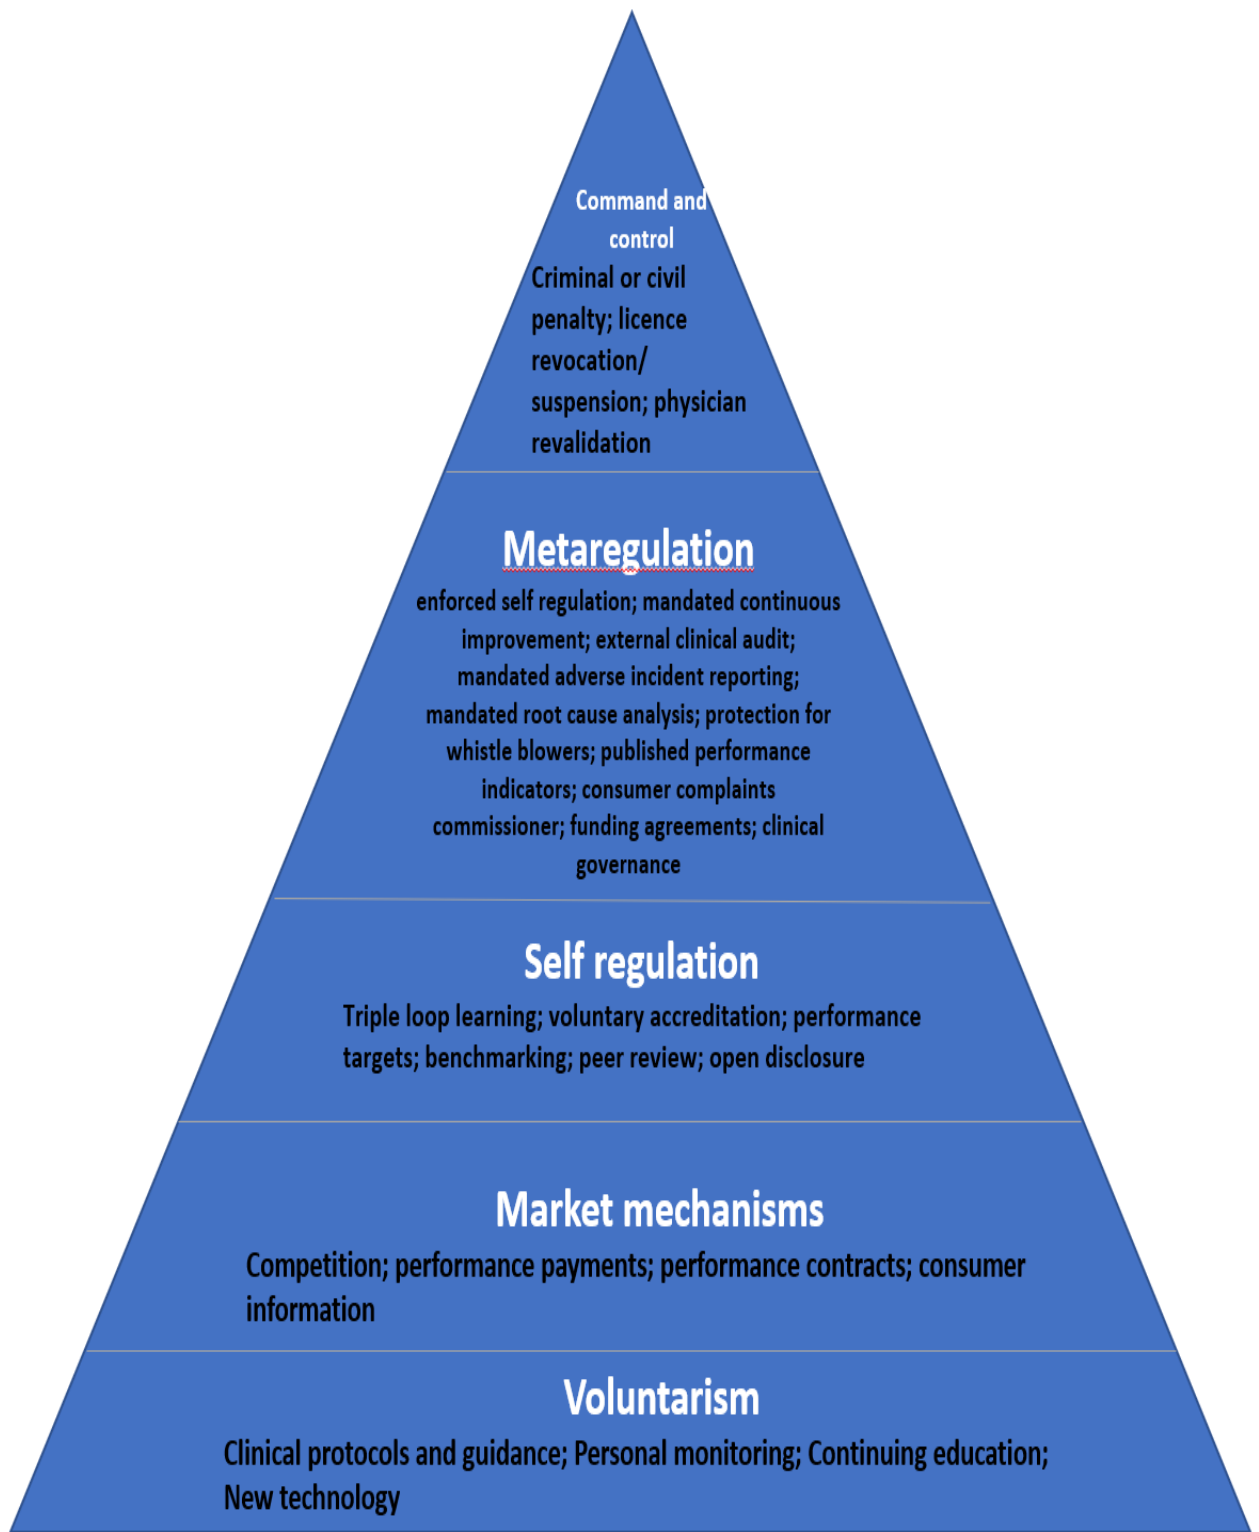 Command and
control
Criminal or civil
penalty; licence
revocation/
suspension; physician
revalidation
Metaregulation
enforced self regulation; mandated continuous
improvement; external clinical audit;
mandated adverse incident reporting;
mandated root cause analysis; protection for
whistle blowers; published performance
indicators; consumer complaints
commissioner; funding agreements; clinical
governance
Self regulation
Triple loop learning; voluntary accreditation; performance
targets; benchmarking; peer review; open disclosure
Market mechanisms
Competition; performance payments; performance contracts; consumer
information
Voluntarism
Clinical protocols and guidance; Personal monitoring; Continuing education;
New technology